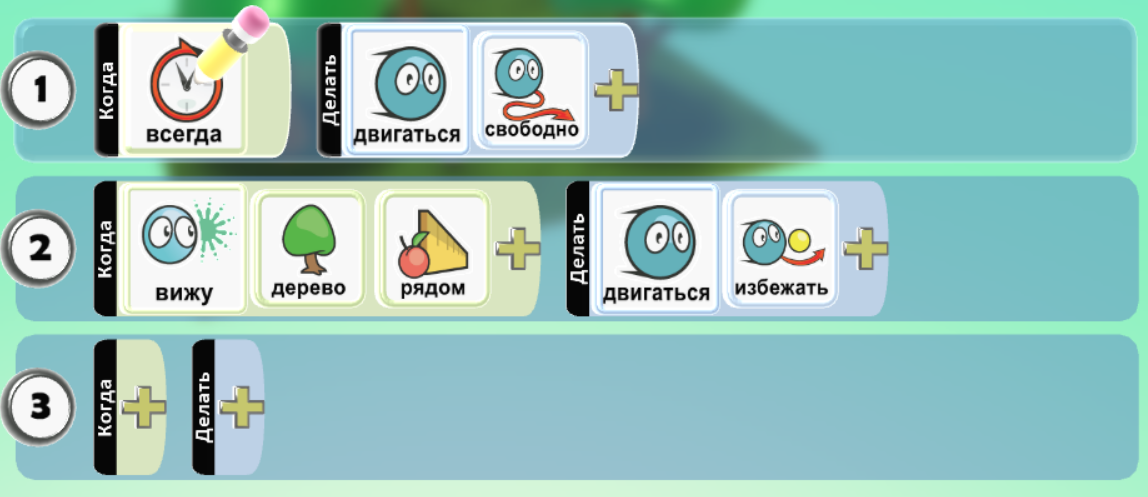 1 Когда всегда Делать двигаться свободно
2 Когда вижу дерево рядом Делать двигаться избежать
3 Когда Делать